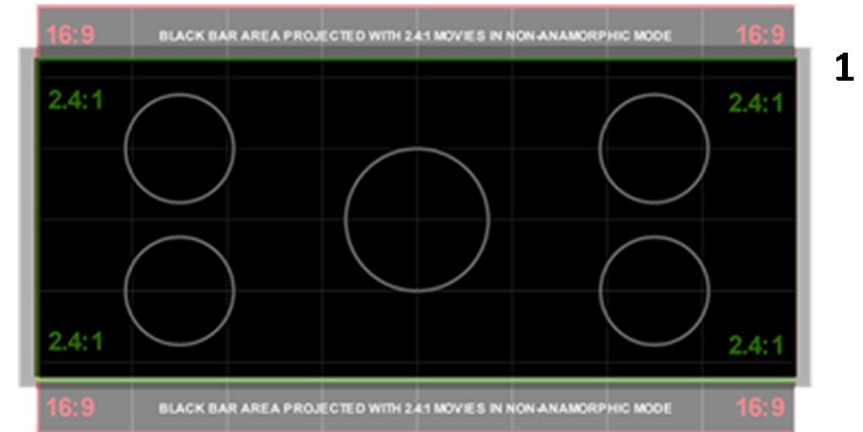 16:9 BLACK BAR AREA PROJECTED WITH 2.4:1 MOVIES IN NON-ANAMORPHIC MODE 16:9
1
2.4:1 2.4:1
2.4:1 2.4:1
16:9 BLACK BAR AREA PROJECTED WITH 2.4:1 MOVIES IN NON-ANAMORPHIC MODE 16:9